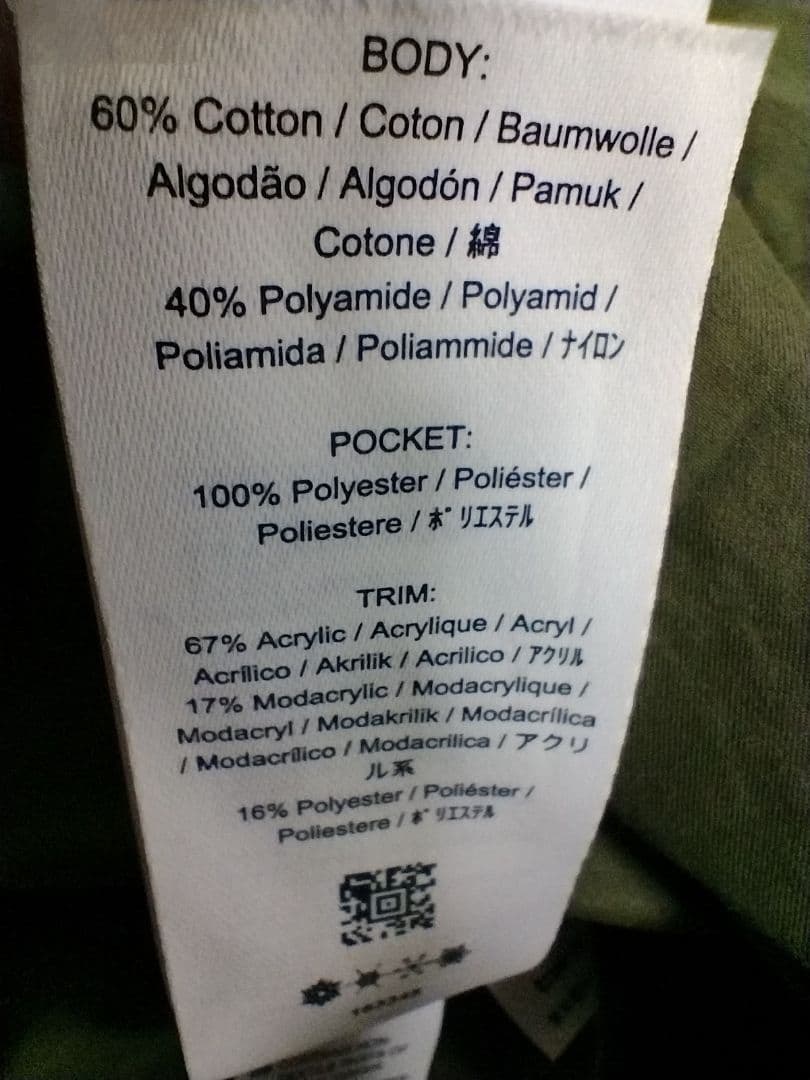 BODY:
60% Cotton / Coton / Baumwolle /
Algodão / Algodón / Pamuk /
Cotone / 綿
40% Polyamide / Polyamid /
Poliamida / Poliammide / ﾅｲﾛﾝ
POCKET:
100% Polyester / Poliéster /
Poliestere / ﾎﾟﾘｴｽﾃﾙ
TRIM:
67% Acrylic / Acrylique / Acryl /
Acrílico / Akrilik / Acrilico / ｱｸﾘﾙ
17% Modacrylic / Modacrylique /
Modacryl / Modakrilik / Modacrílica
/ Modacrílico / Modacrilica / アクリ
ル系
16% Polyester / Poliéster /
Poliestere / ﾎﾟﾘｴｽﾃﾙ